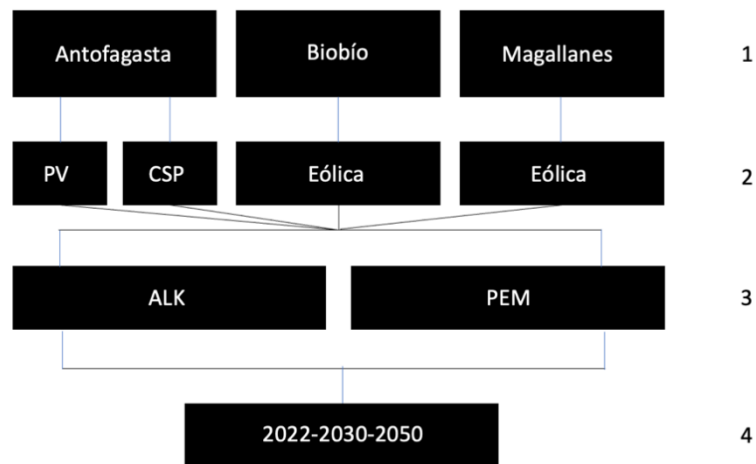 Antofagasta Biobío Magallanes 1
PV CSP Eólica Eólica 2
ALK PEM 3
2022-2030-2050 4